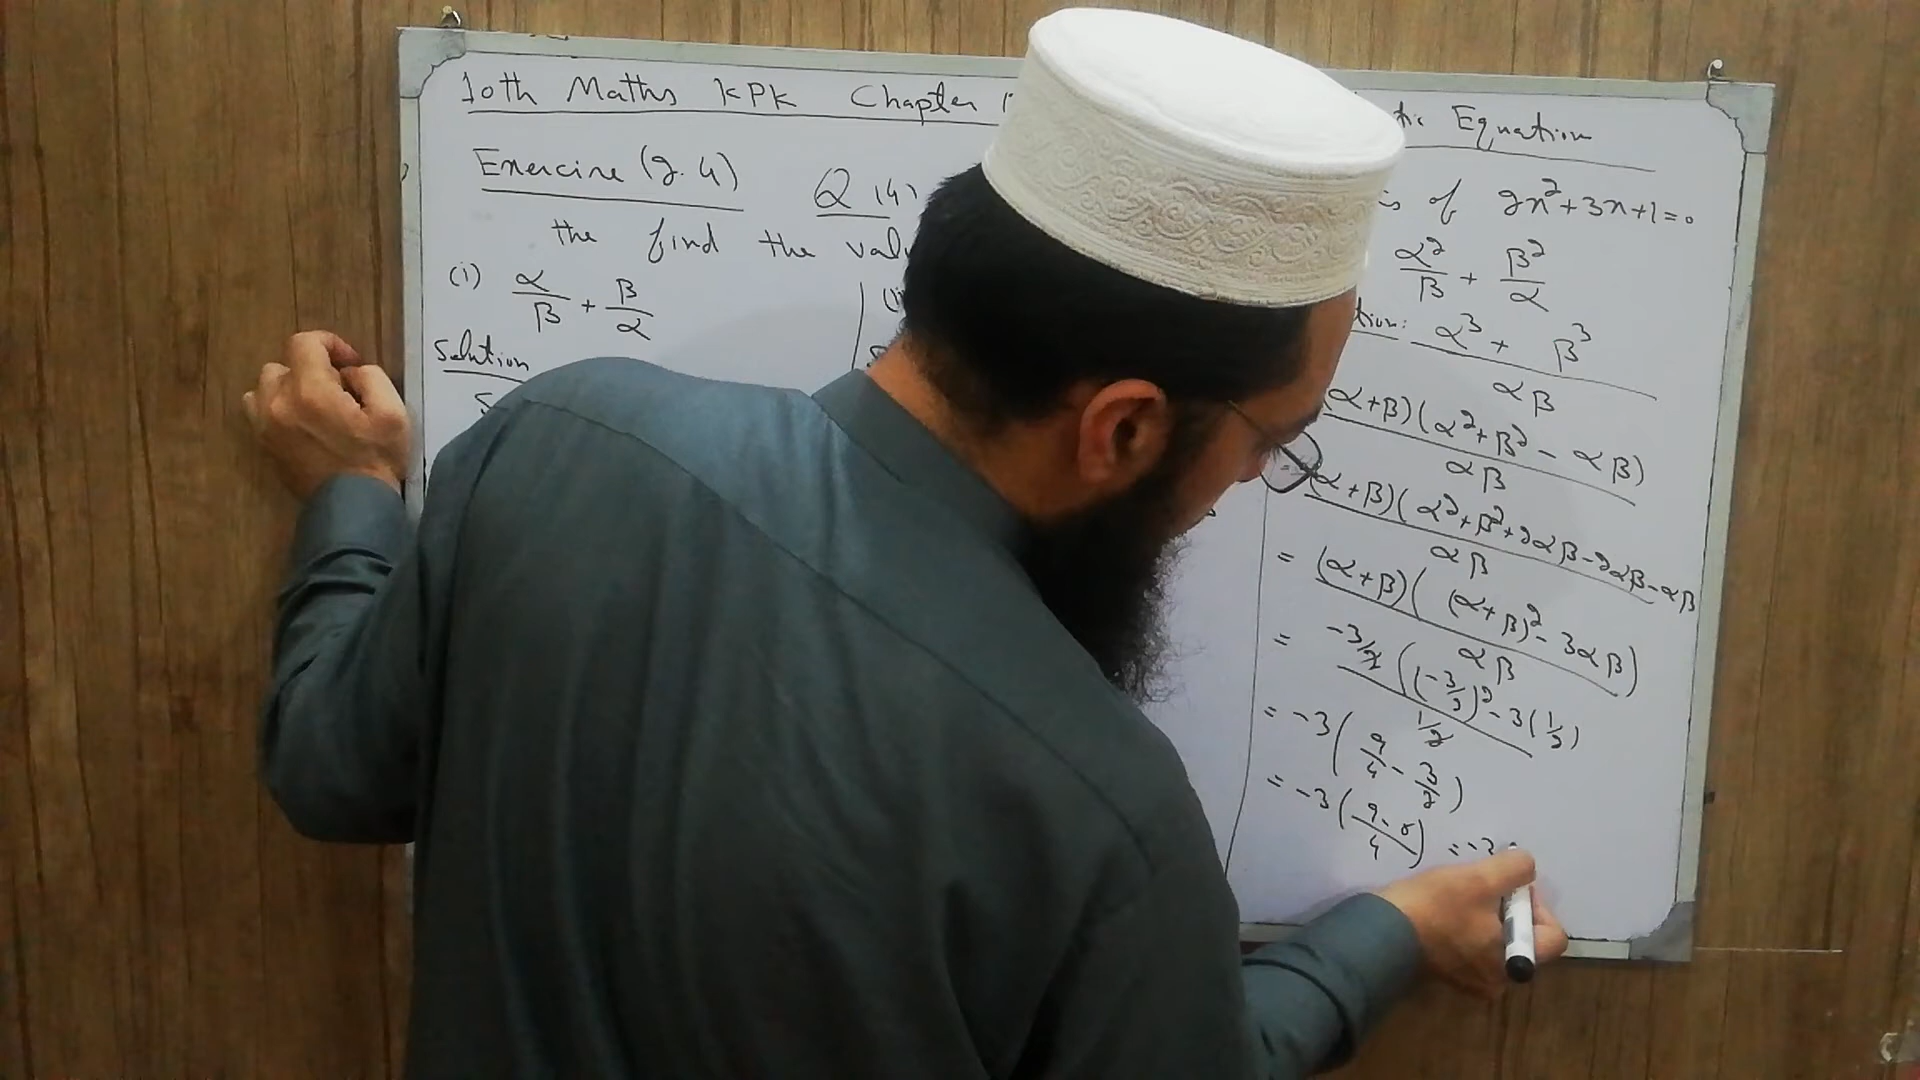 10th Maths KPK Chapter
tic Equation
Exercise (2.4) Q (4)
of 2x²+3x+1=0
the find the val
(i) α/β + β/α
Solution
α²/β + β²/α
tion: α³ + β³
αβ
(α+β)(α²+β² - αβ)
αβ
(α+β)(α²+β²+2αβ-2αβ-αβ
αβ
= (α+β)((α+β)²-3αβ)
αβ
= -3/2((-3/2)²-3(1/2)
1/2
= -3(9/4 - 3/2)
= -3(9-6/4) = -3